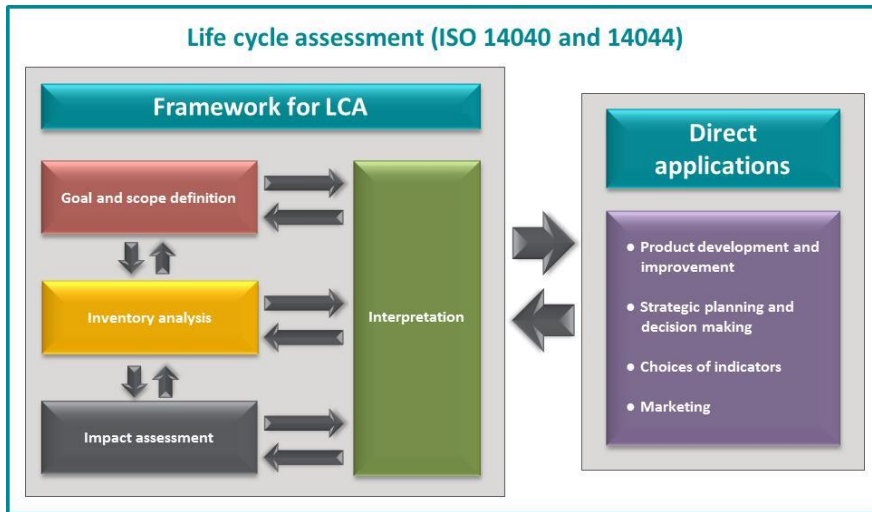 Life cycle assessment (ISO 14040 and 14044)
Framework for LCA
Goal and scope definition
Inventory analysis
Impact assessment
Interpretation
Direct
applications
● Product development and
improvement
● Strategic planning and
decision making
● Choices of indicators
● Marketing